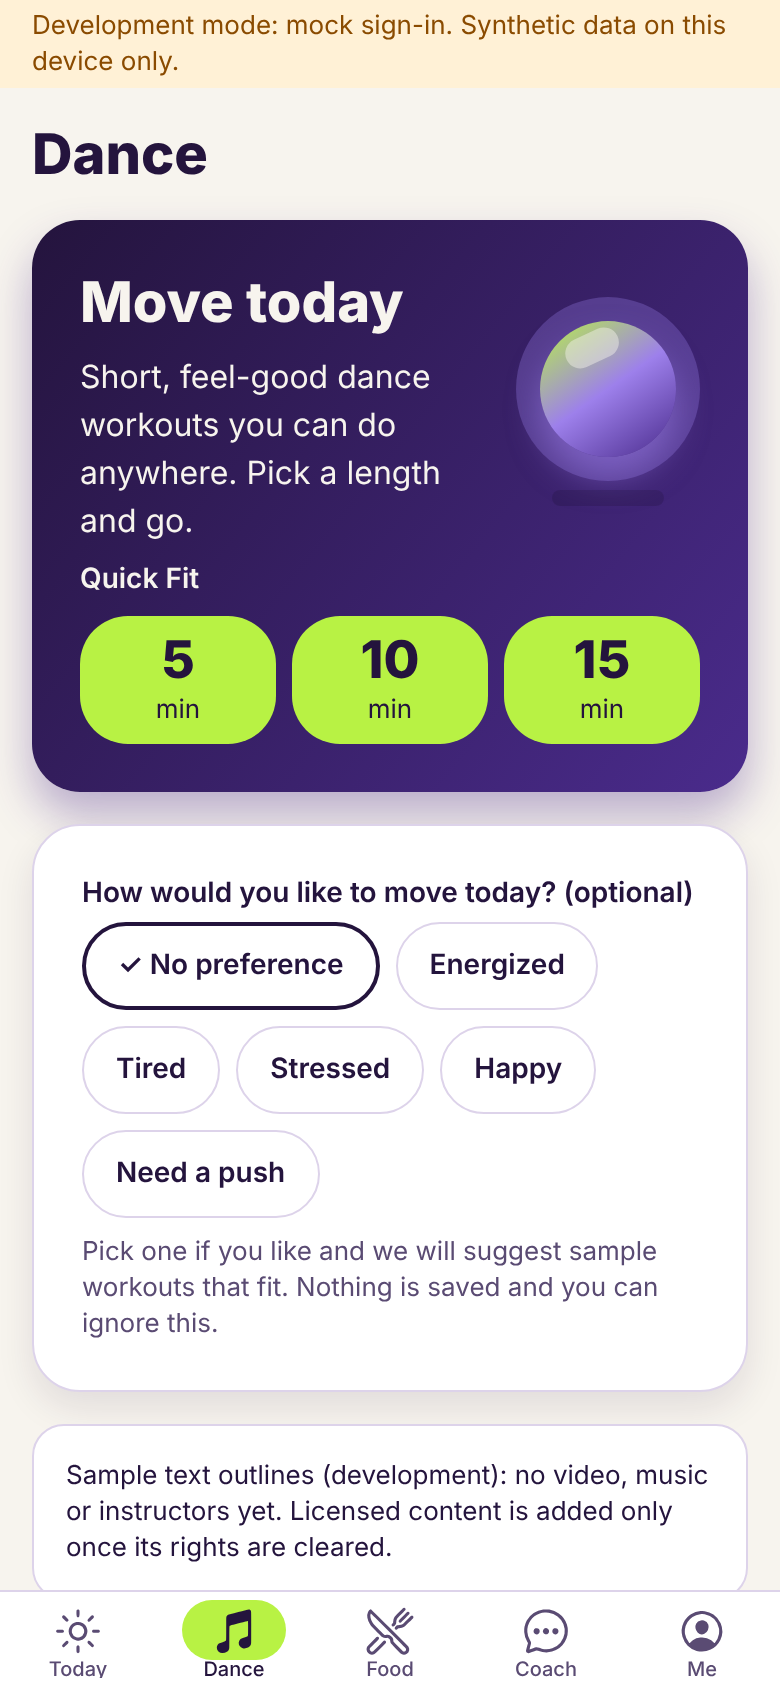 Development mode: mock sign-in. Synthetic data on this
device only.
Dance
Move today
Short, feel-good dance
workouts you can do
anywhere. Pick a length
and go.
Quick Fit
5 10 15
min min min
How would you like to move today? (optional)
✓ No preference Energized
Tired Stressed Happy
Need a push
Pick one if you like and we will suggest sample
workouts that fit. Nothing is saved and you can
ignore this.
Sample text outlines (development): no video, music
or instructors yet. Licensed content is added only
once its rights are cleared.
Today Dance Food Coach Me